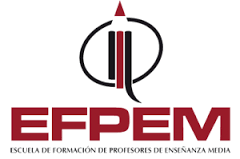 EFPEM
ESCUELA DE FORMACIÓN DE PROFESORES DE ENSEÑANZA MEDIA